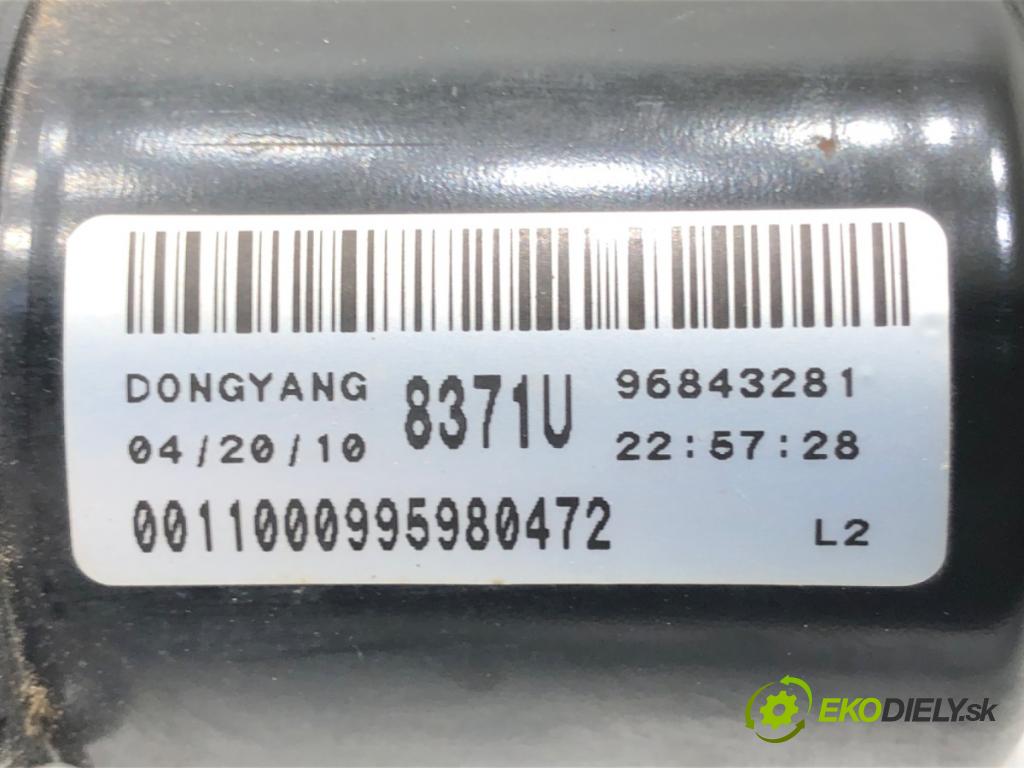 DONGYANG 8371U 96843281
04/20/10 22:57:28
0011000995980472 L2
EKODIELY.sk